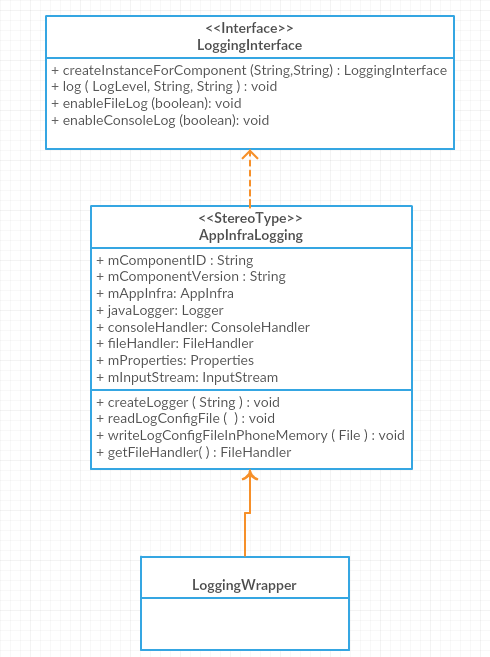 <<Interface>>
LoggingInterface
+ createInstanceForComponent (String,String) : LoggingInterface
+ log ( LogLevel, String, String ) : void
+ enableFileLog (boolean): void
+ enableConsoleLog (boolean): void
<<StereoType>>
AppInfraLogging
+ mComponentID : String
+ mComponentVersion : String
+ mAppInfra: AppInfra
+ javaLogger: Logger
+ consoleHandler: ConsoleHandler
+ fileHandler: FileHandler
+ mProperties: Properties
+ mInputStream: InputStream
+ createLogger ( String ) : void
+ readLogConfigFile ( ) : void
+ writeLogConfigFileInPhoneMemory ( File ) : void
+ getFileHandler( ) : FileHandler
LoggingWrapper